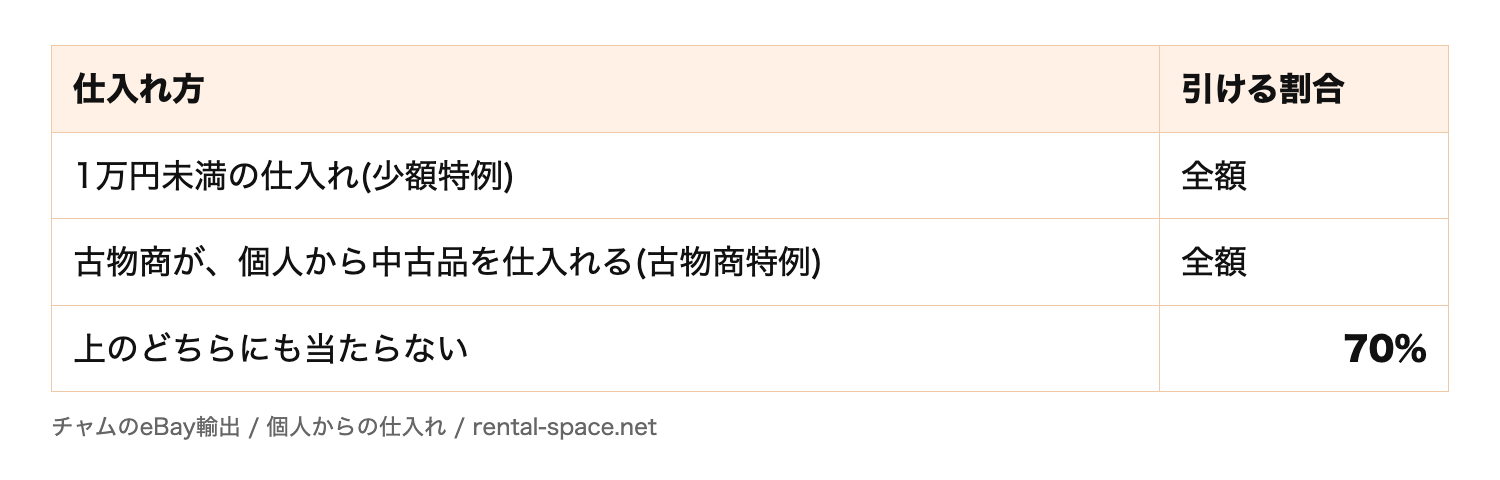 仕入れ方 引ける割合
1万円未満の仕入れ(少額特例) 全額
古物商が、個人から中古品を仕入れる(古物商特例) 全額
上のどちらにも当たらない 70%
チャムのeBay輸出 / 個人からの仕入れ / rental-space.net